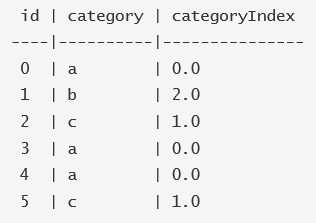 id | category | categoryIndex
----|----------|---------------
0 | a | 0.0
1 | b | 2.0
2 | c | 1.0
3 | a | 0.0
4 | a | 0.0
5 | c | 1.0